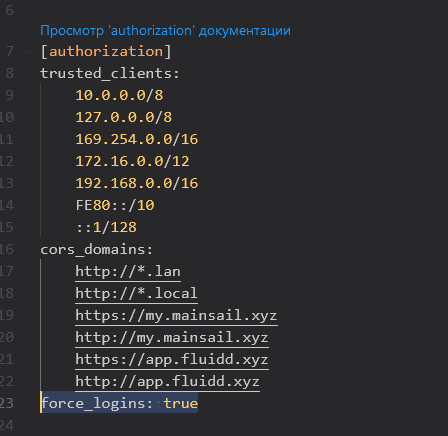 6
Просмотр 'authorization' документации
7 [authorization]
8 trusted_clients:
9 10.0.0.0/8
10 127.0.0.0/8
11 169.254.0.0/16
12 172.16.0.0/12
13 192.168.0.0/16
14 FE80::/10
15 ::1/128
16 cors_domains:
17 http://*.lan
18 http://*.local
19 https://my.mainsail.xyz
20 http://my.mainsail.xyz
21 https://app.fluidd.xyz
22 http://app.fluidd.xyz
23 force_logins: true
24